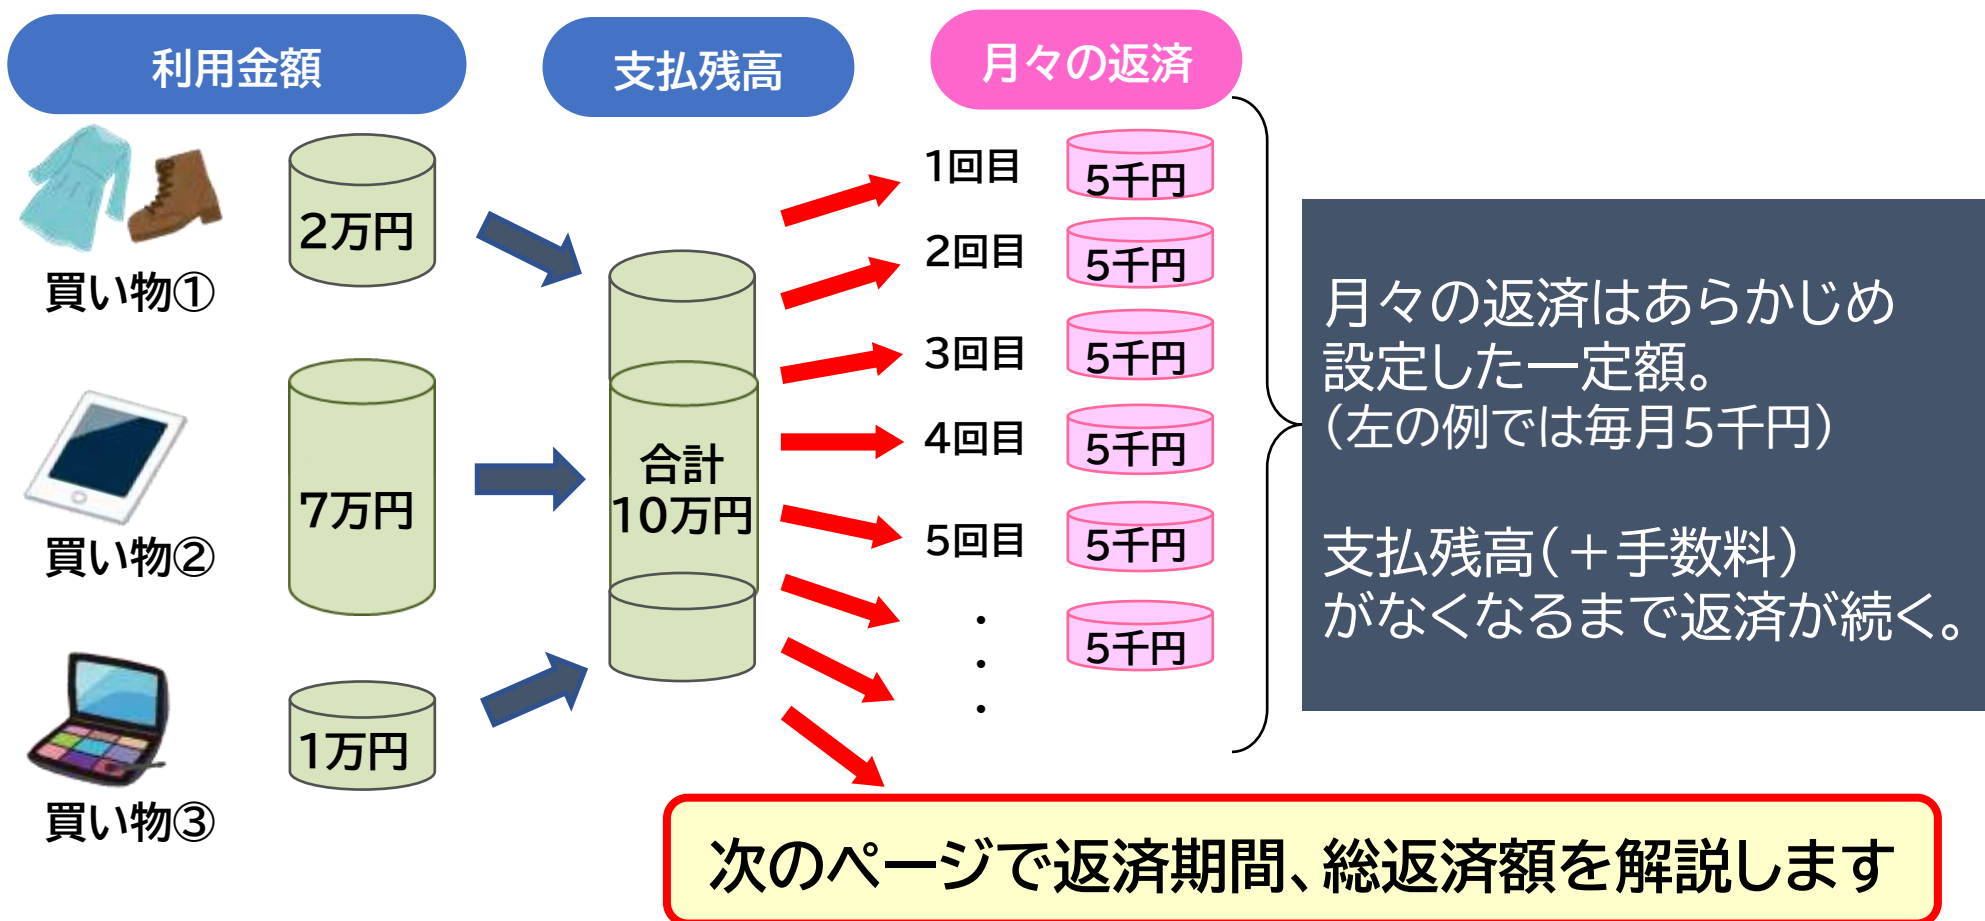 利用金額
支払残高
月々の返済
2万円
買い物①
7万円
買い物②
1万円
買い物③
合計
10万円
1回目
5千円
2回目
5千円
3回目
5千円
4回目
5千円
5回目
5千円
・
・
・
5千円
月々の返済はあらかじめ
設定した一定額。
（左の例では毎月5千円）
支払残高（＋手数料）
がなくなるまで返済が続く。
次のページで返済期間、総返済額を解説します